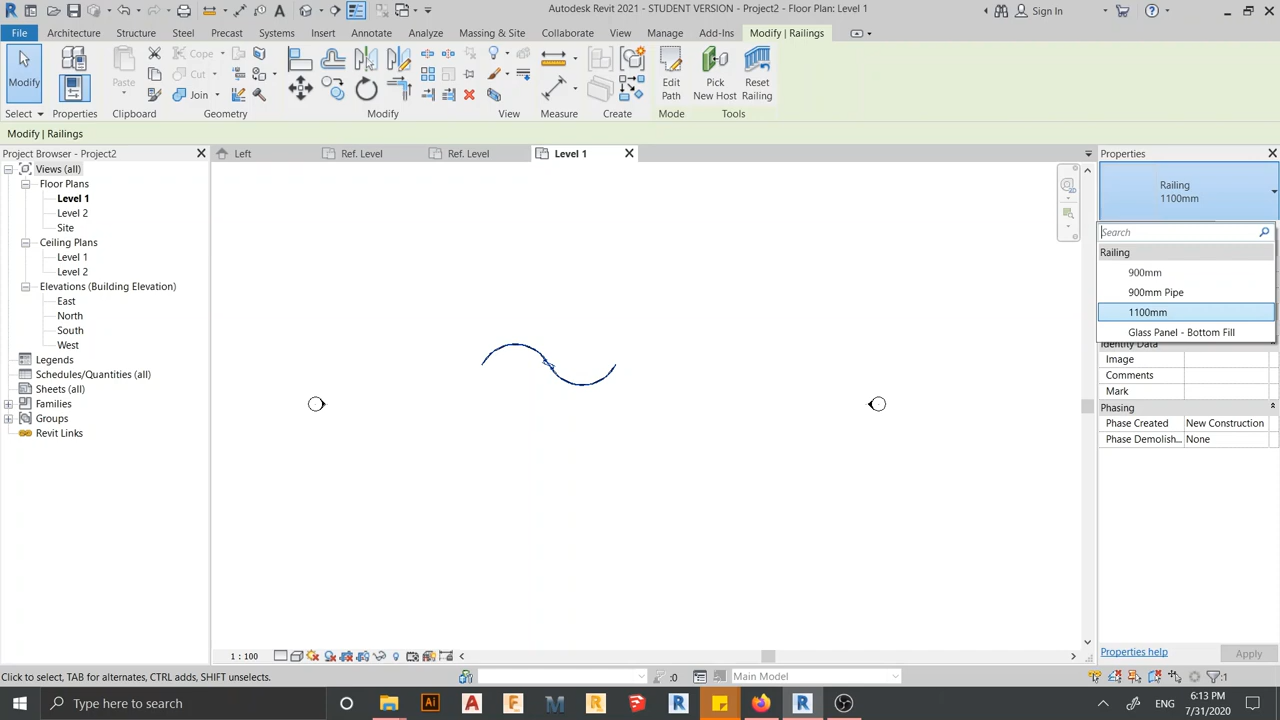 Autodesk Revit 2021 - STUDENT VERSION - Project2 - Floor Plan: Level 1
Sign In
File Architecture Structure Steel Precast Systems Insert Annotate Analyze Massing & Site Collaborate View Manage Add-Ins Modify | Railings
Modify
Paste
Cope
Cut
Join
Edit Path
Pick New Host
Reset Railing
Select Properties Clipboard Geometry Modify View Measure Create Mode Tools
Modify | Railings
Project Browser - Project2
Left
Ref. Level
Ref. Level
Level 1
Properties
Views (all)
Floor Plans
Level 1
Level 2
Site
Ceiling Plans
Level 1
Level 2
Elevations (Building Elevation)
East
North
South
West
Legends
Schedules/Quantities (all)
Sheets (all)
Families
Groups
Revit Links
Railing
1100mm
Search
Railing
900mm
900mm Pipe
1100mm
Glass Panel - Bottom Fill
Identity Data
Image
Comments
Mark
Phasing
Phase Created New Construction
Phase Demolish... None
Properties help
Apply
1 : 100
Click to select, TAB for alternates, CTRL adds, SHIFT unselects.
:0
Main Model
:1
Type here to search
ENG
6:13 PM
7/31/2020